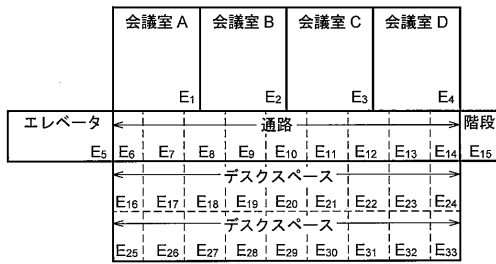 会議室 A 会議室 B 会議室 C 会議室 D
E1 E2 E3 E4
エレベータ 通路 階段
E5 E6 E7 E8 E9 E10 E11 E12 E13 E14 E15
デスクスペース
E16 E17 E18 E19 E20 E21 E22 E23 E24
デスクスペース
E25 E26 E27 E28 E29 E30 E31 E32 E33